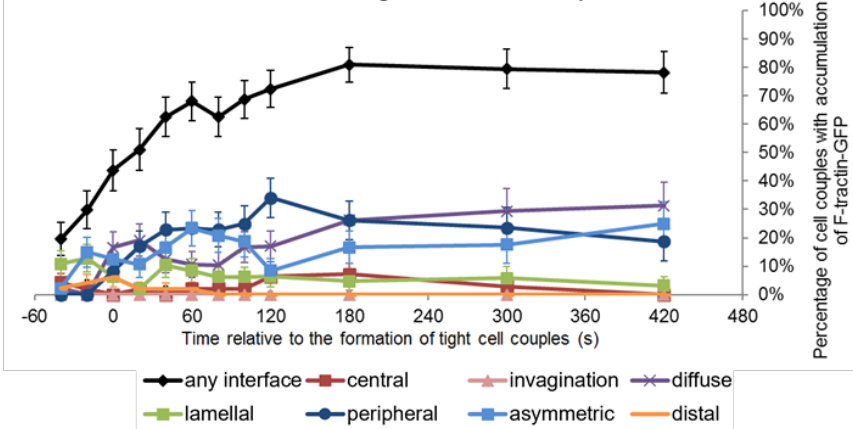 100%
90%
80%
70%
60%
50%
40%
30%
20%
10%
0%
Percentage of cell couples with accumulation
of F-tractin-GFP
-60 0 60 120 180 240 300 360 420 480
Time relative to the formation of tight cell couples (s)
any interface central invagination diffuse
lamellal peripheral asymmetric distal